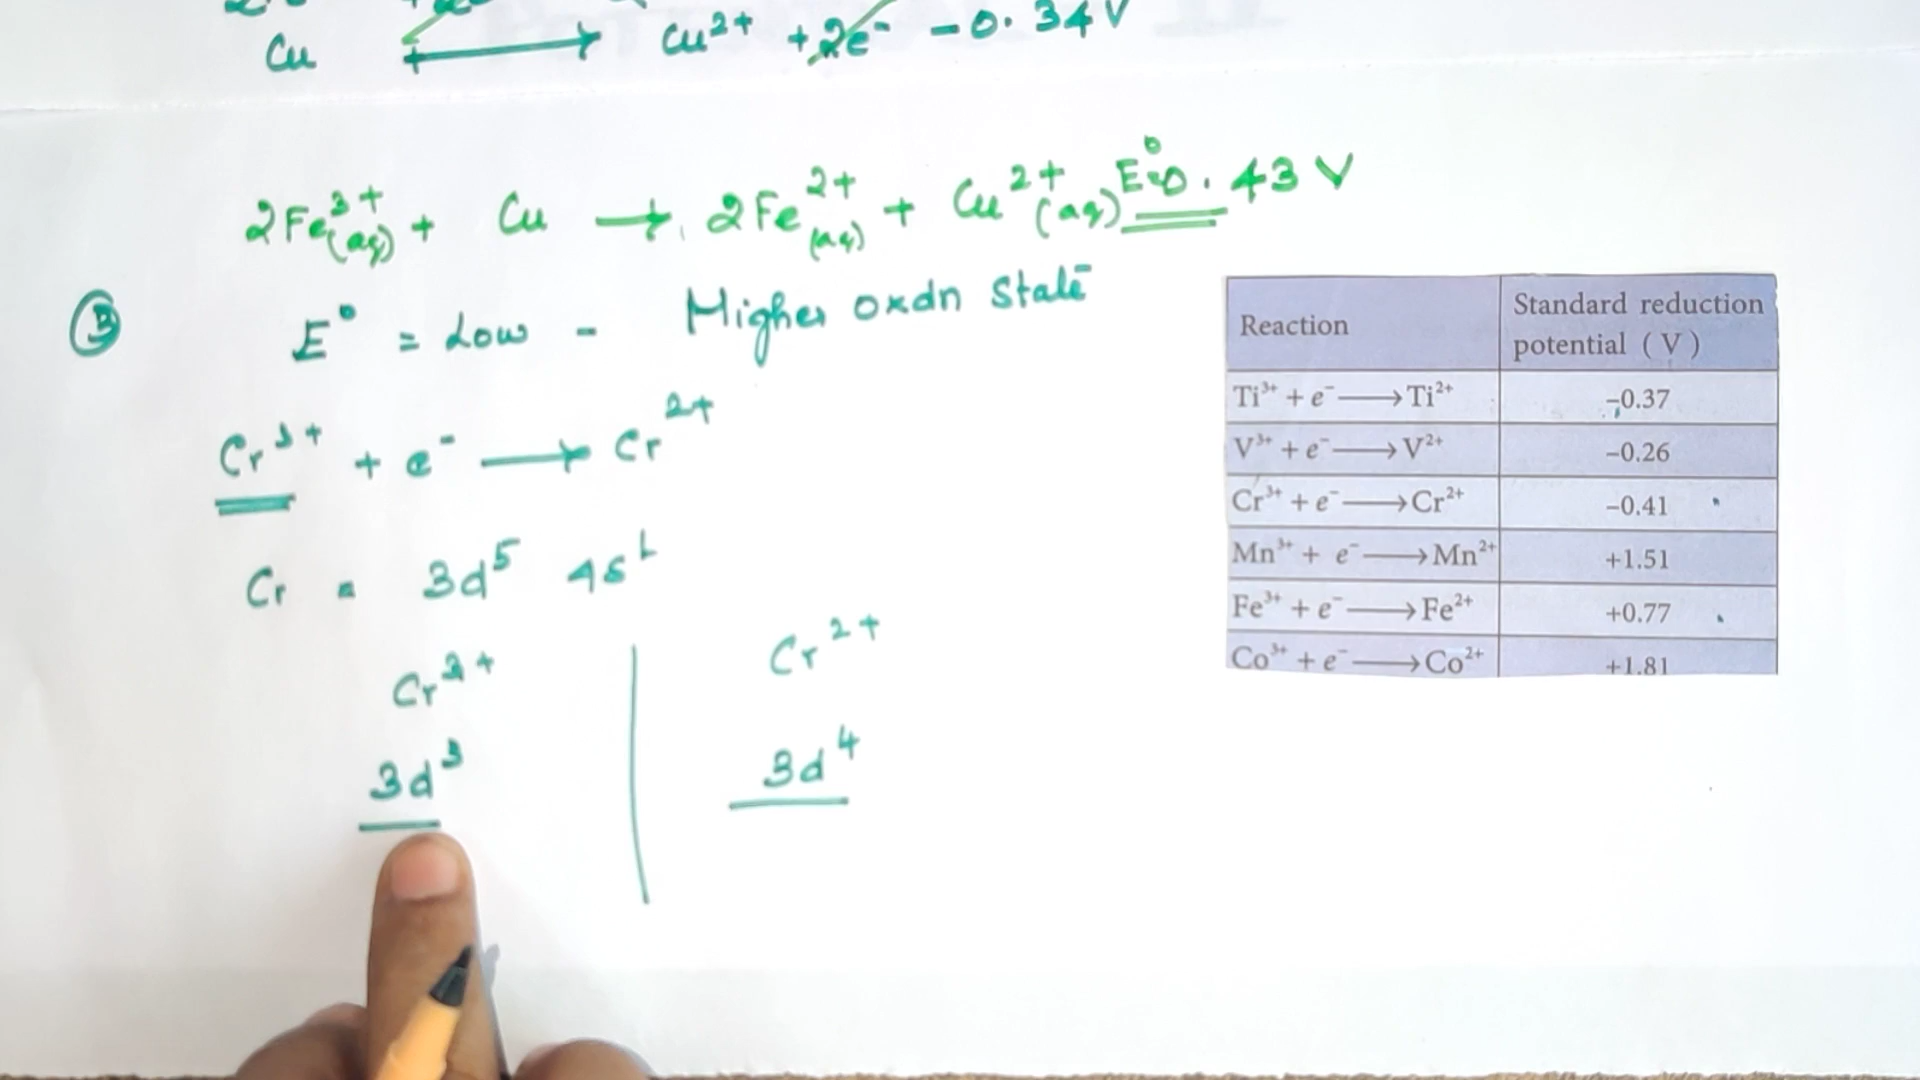 Cu ⟷ Cu²⁺ + 2e⁻ - 0.34 V
2Fe³⁺(aq) + Cu → 2Fe²⁺(aq) + Cu²⁺(aq) E°=0.43 V
③ E° = Low - Higher oxdn state
Cr³⁺ + e⁻ → Cr²⁺
Cr = 3d⁵ 4s¹
Cr³⁺ Cr²⁺
3d³ 3d⁴
Reaction Standard reduction potential ( V )
Ti³⁺ + e⁻ ⟶ Ti²⁺ −0.37
V³⁺ + e⁻ ⟶ V²⁺ −0.26
Cr³⁺ + e⁻ ⟶ Cr²⁺ −0.41
Mn³⁺ + e⁻ ⟶ Mn²⁺ +1.51
Fe³⁺ + e⁻ ⟶ Fe²⁺ +0.77
Co³⁺ + e⁻ ⟶ Co²⁺ +1.81